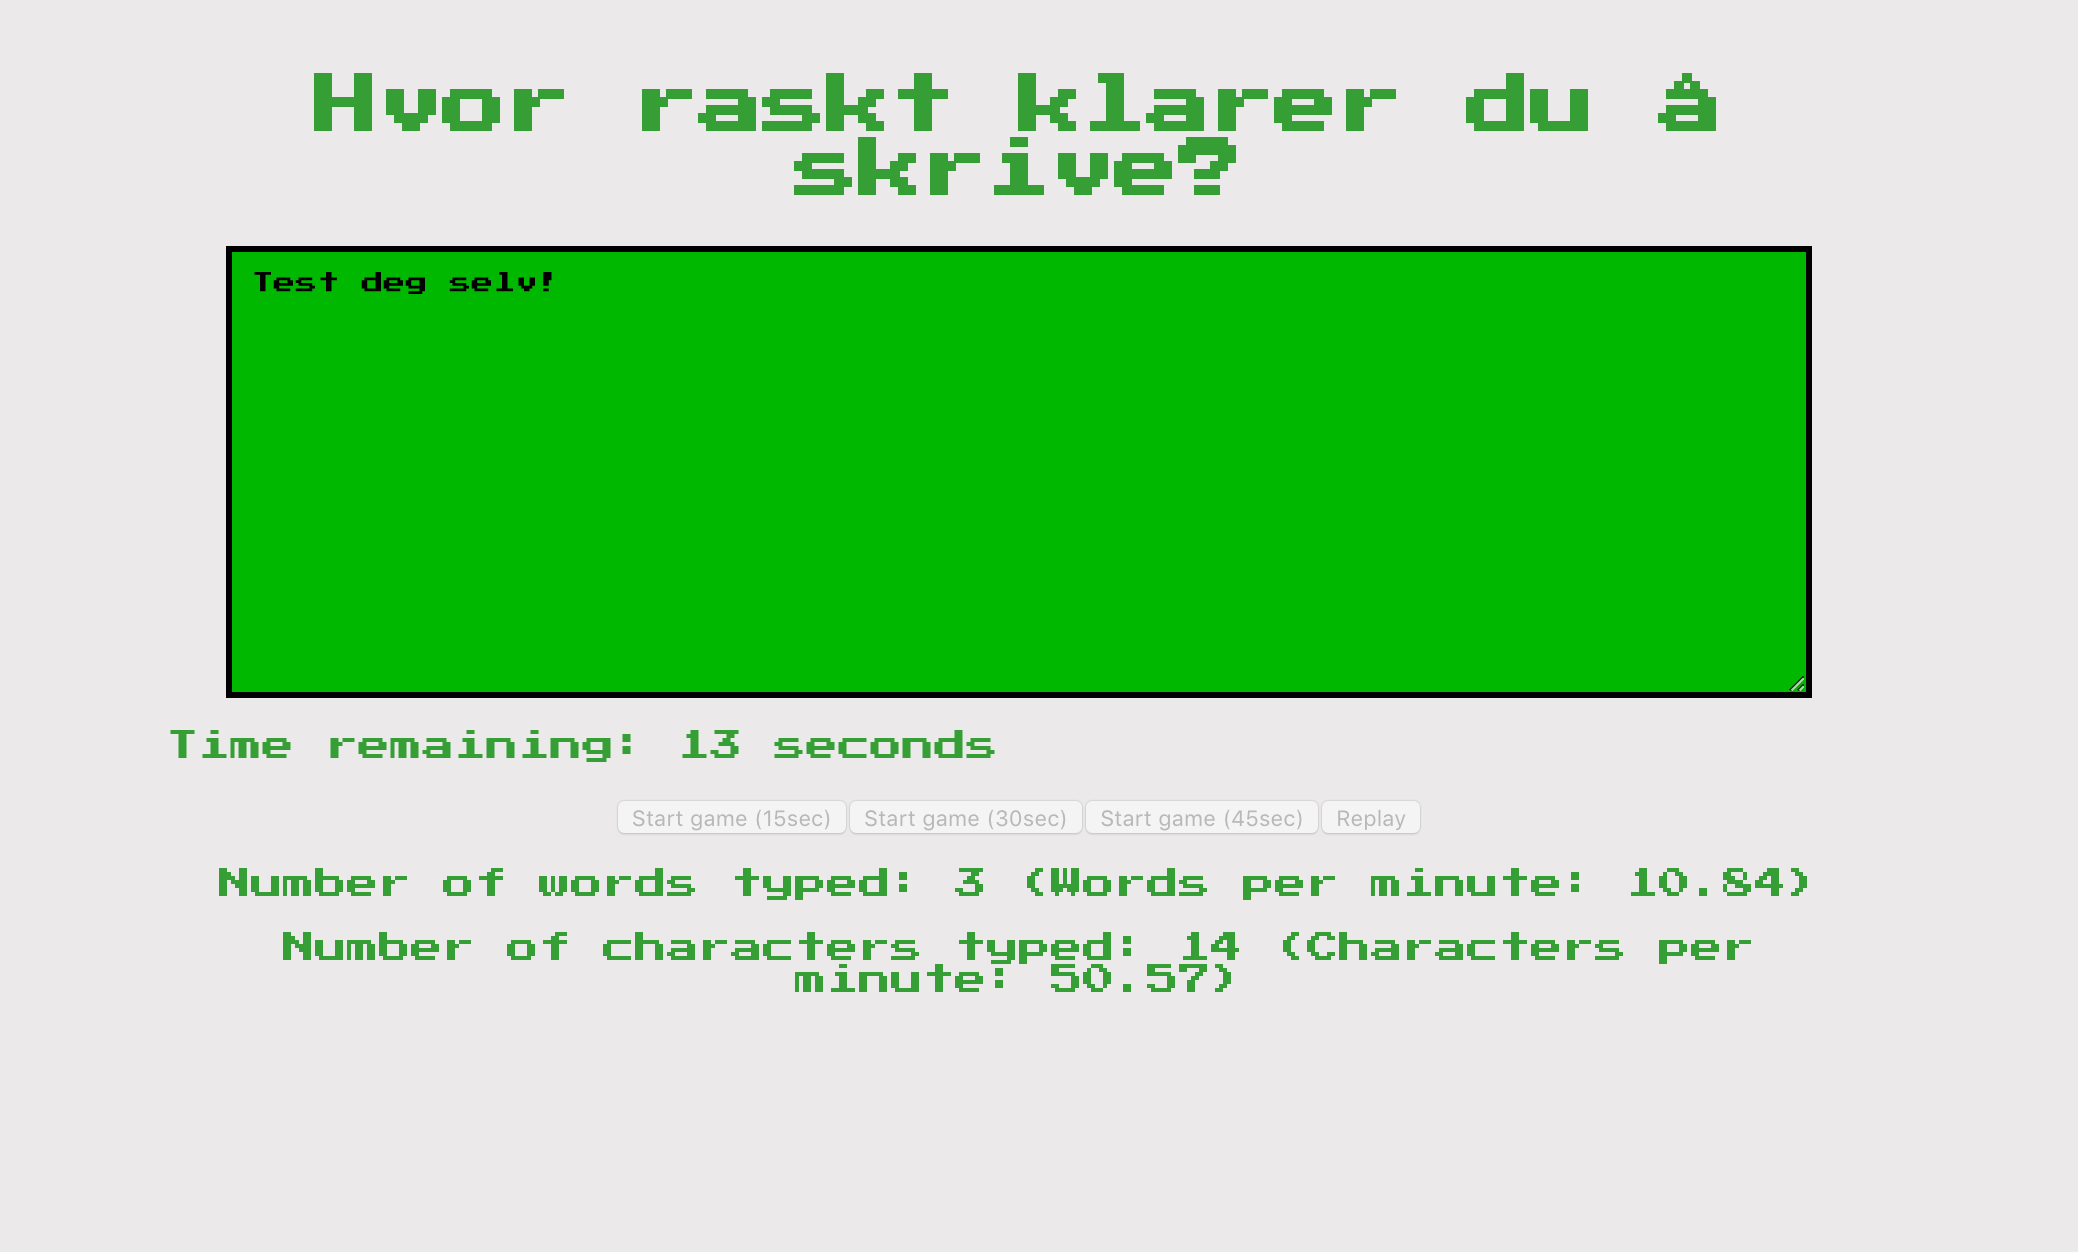 Hvor raskt klarer du å
skrive?
Test deg selv!
Time remaining: 13 seconds
Start game (15sec) Start game (30sec) Start game (45sec) Replay
Number of words typed: 3 (Words per minute: 10.84)
Number of characters typed: 14 (Characters per
minute: 50.57)